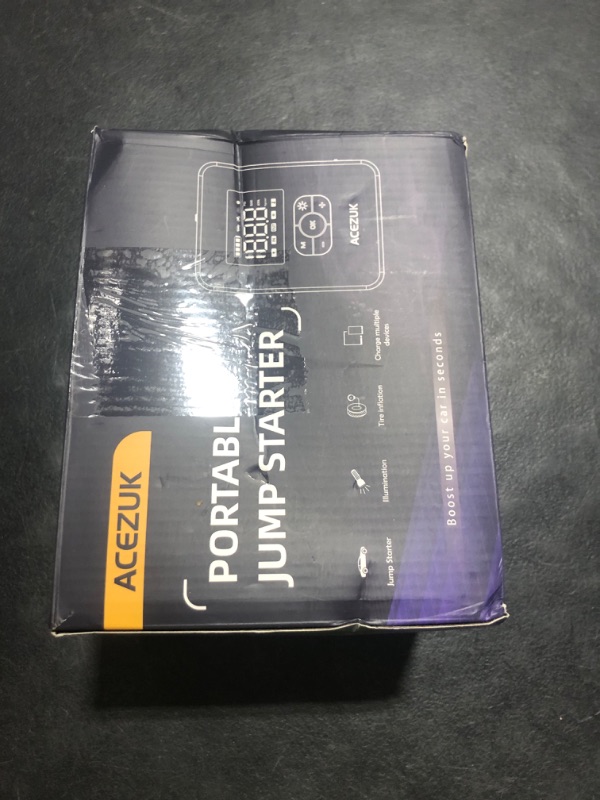 ACEZUK
PORTABL
JUMP STARTER
Jump Starter
Illumination
Tire Inflation
Charge multiple
devices
Boost up your car in seconds
M
OK
+
-
ACEZUK